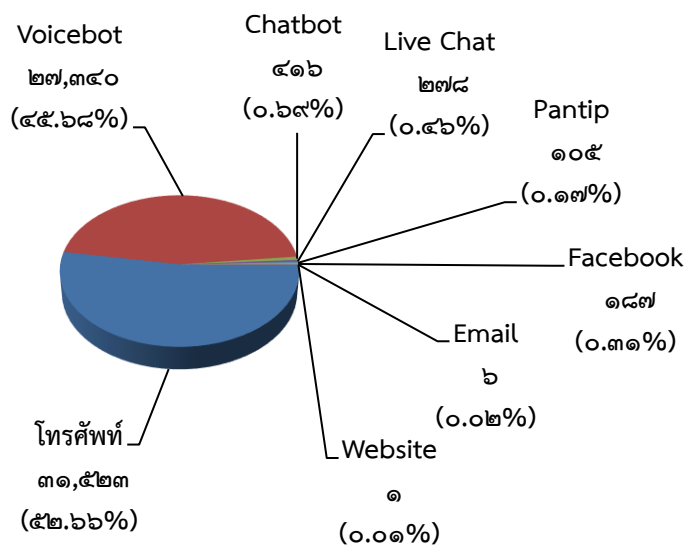 Voicebot
๒๗,๓๔๐
(๔๕.๖๘%)
Chatbot
๔๑๖
(๐.๖๙%)
Live Chat
๒๗๘
(๐.๔๖%)
Pantip
๑๐๕
(๐.๑๗%)
Facebook
๑๘๗
(๐.๓๑%)
Email
๖
(๐.๐๒%)
Website
๑
(๐.๐๑%)
โทรศัพท์
๓๑,๕๒๓
(๕๒.๖๖%)